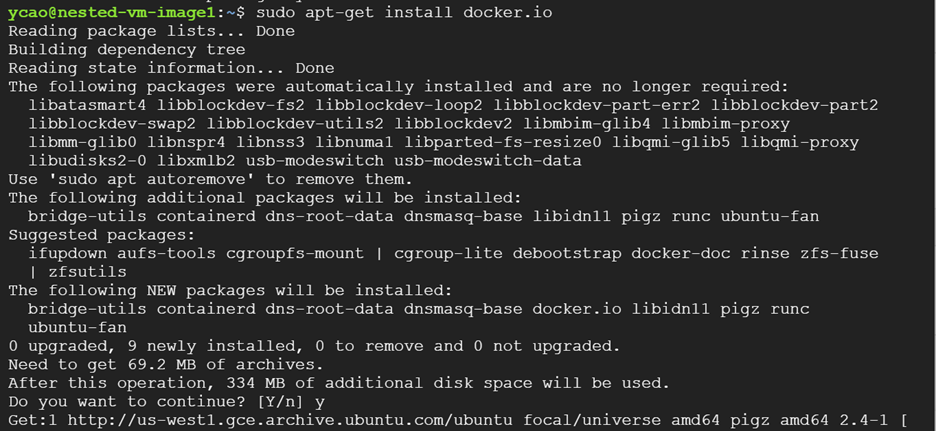 ycao@nested-vm-image1:~$ sudo apt-get install docker.io
Reading package lists... Done
Building dependency tree
Reading state information... Done
The following packages were automatically installed and are no longer required:
libatasmart4 libblockdev-fs2 libblockdev-loop2 libblockdev-part-err2 libblockdev-part2
libblockdev-swap2 libblockdev-utils2 libblockdev2 libmbim-glib4 libmbim-proxy
libmm-glib0 libnspr4 libnss3 libnuma1 libparted-fs-resize0 libqmi-glib5 libqmi-proxy
libudisks2-0 libxmlb2 usb-modeswitch usb-modeswitch-data
Use 'sudo apt autoremove' to remove them.
The following additional packages will be installed:
bridge-utils containerd dns-root-data dnsmasq-base libidn11 pigz runc ubuntu-fan
Suggested packages:
ifupdown aufs-tools cgroupfs-mount | cgroup-lite debootstrap docker-doc rinse zfs-fuse
| zfsutils
The following NEW packages will be installed:
bridge-utils containerd dns-root-data dnsmasq-base docker.io libidn11 pigz runc
ubuntu-fan
0 upgraded, 9 newly installed, 0 to remove and 0 not upgraded.
Need to get 69.2 MB of archives.
After this operation, 334 MB of additional disk space will be used.
Do you want to continue? [Y/n] y
Get:1 http://us-west1.gce.archive.ubuntu.com/ubuntu focal/universe amd64 pigz amd64 2.4-1 [